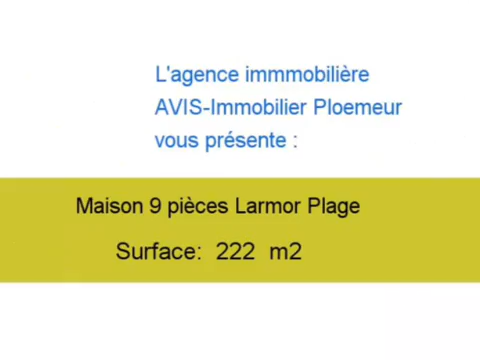 L'agence immmobilière
AVIS-Immobilier Ploemeur
vous présente :
Maison 9 pièces Larmor Plage
Surface: 222 m2